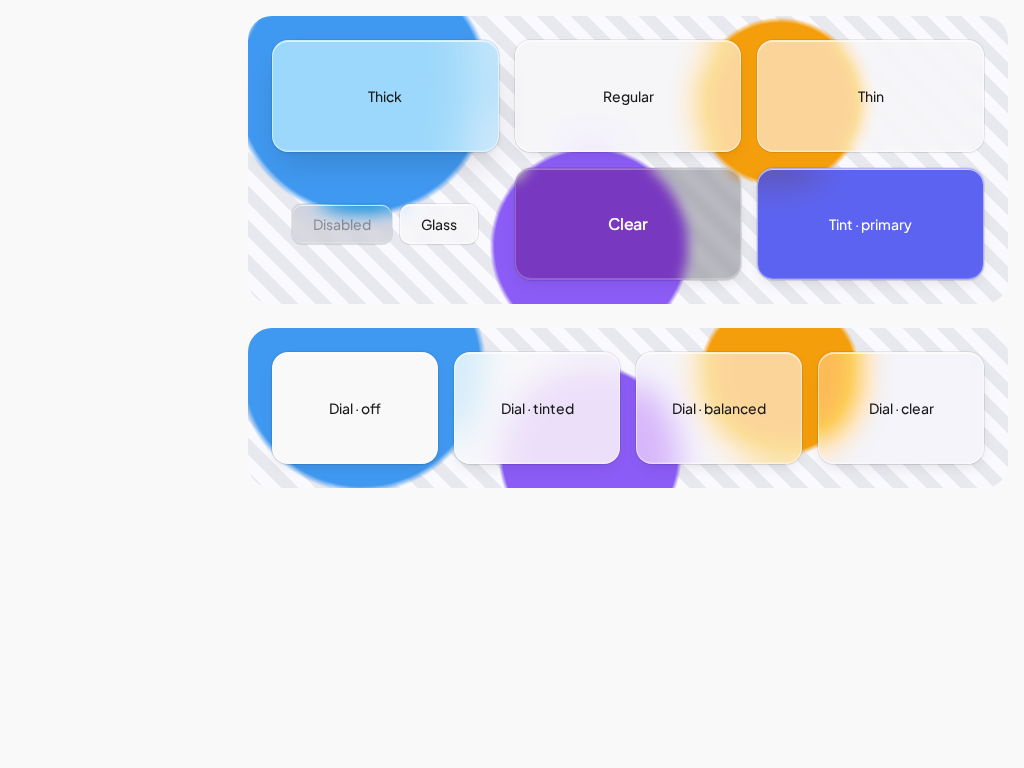 Thick
Regular
Thin
Disabled
Glass
Clear
Tint · primary
Dial · off
Dial · tinted
Dial · balanced
Dial · clear